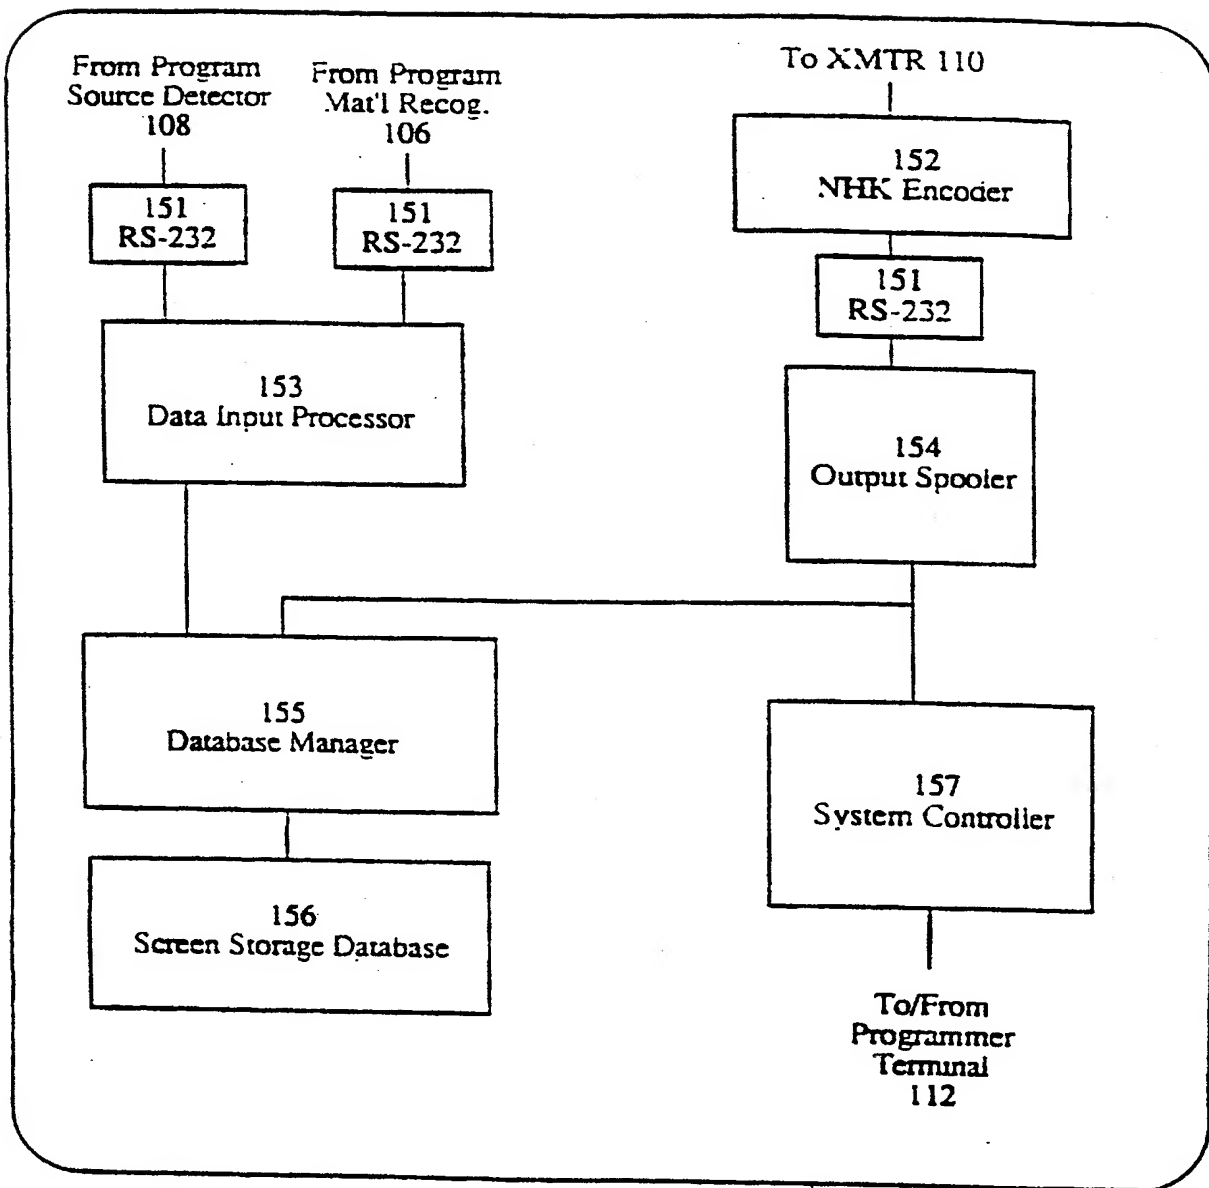 From Program
Source Detector
108
From Program
Mat'l Recog.
106
To XMTR 110
151
RS-232
151
RS-232
152
NHK Encoder
151
RS-232
153
Data Input Processor
154
Output Spooler
155
Database Manager
157
System Controller
156
Screen Storage Database
To/From
Programmer
Terminal
112